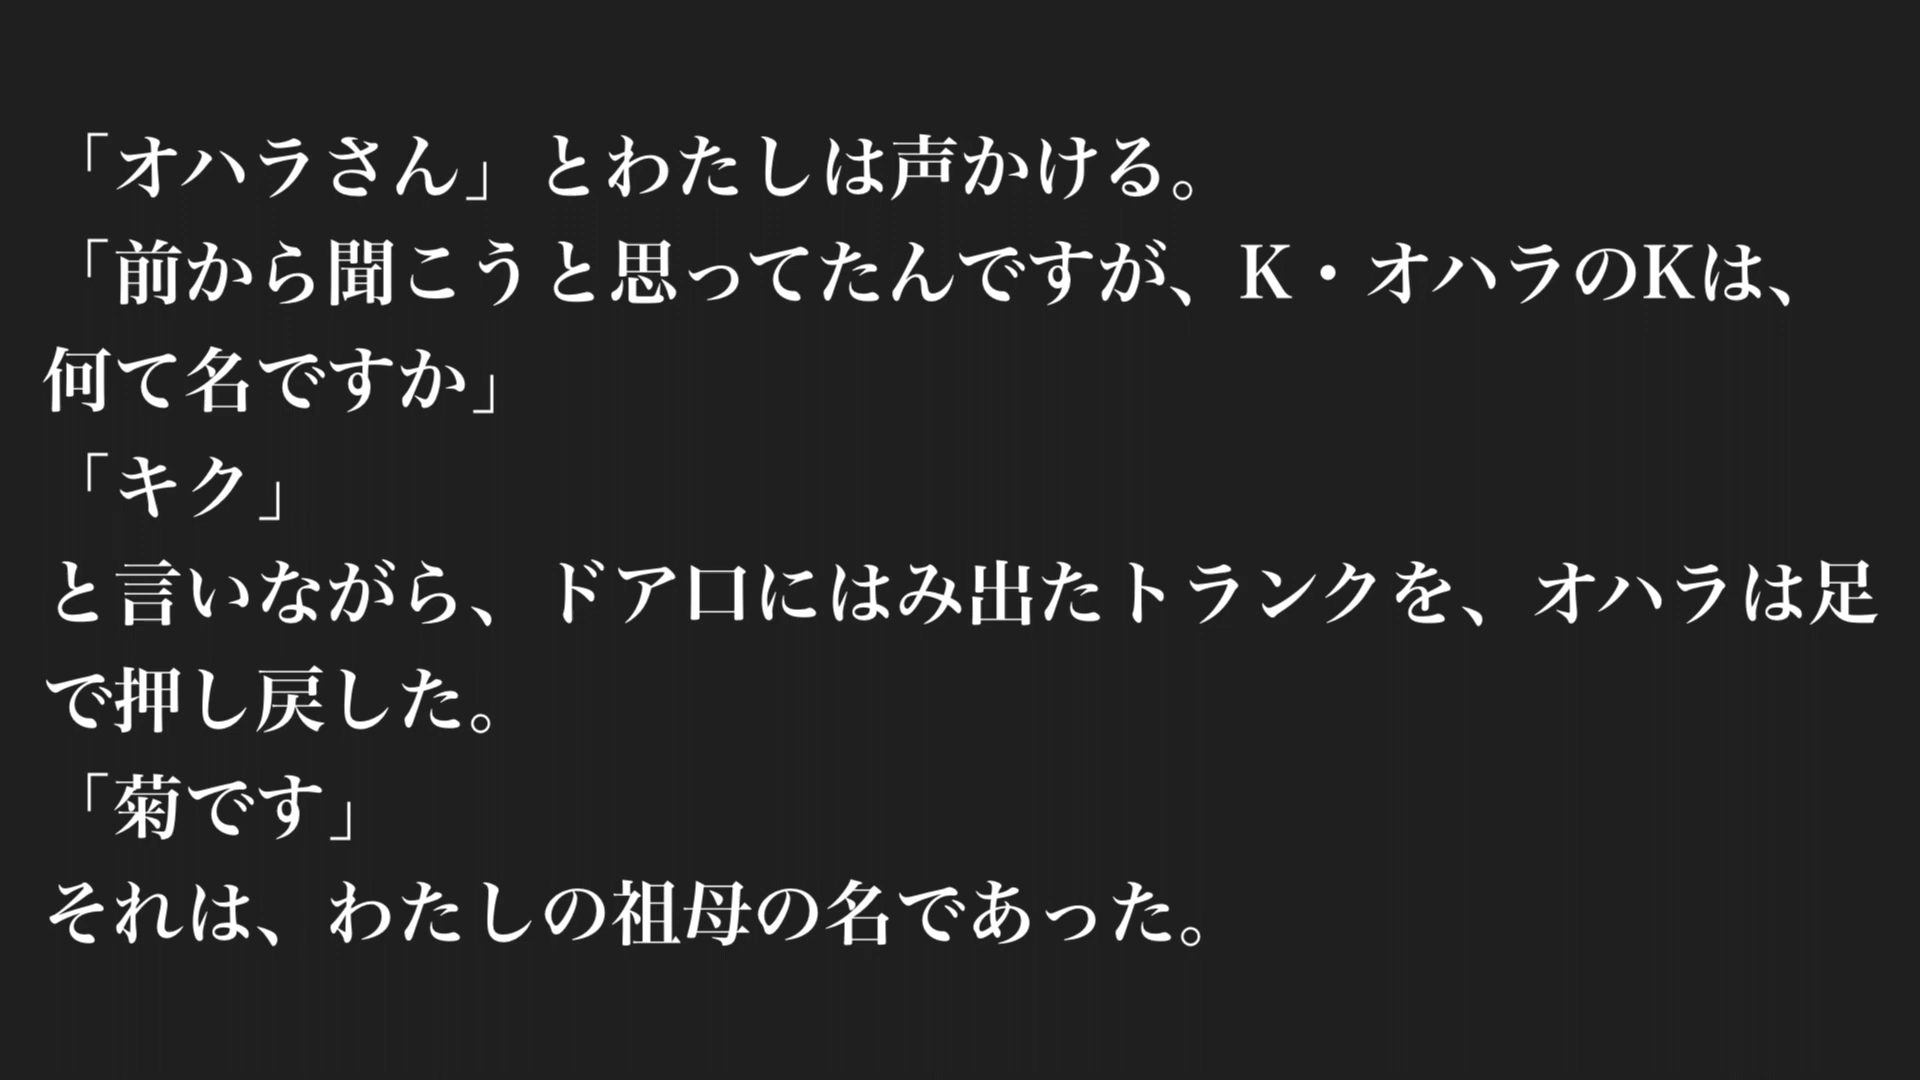 「オハラさん」とわたしは声かける。
「前から聞こうと思ってたんですが、K・オハラのKは、
何て名ですか」
「キク」
と言いながら、ドア口にはみ出たトランクを、オハラは足
で押し戻した。
「菊です」
それは、わたしの祖母の名であった。